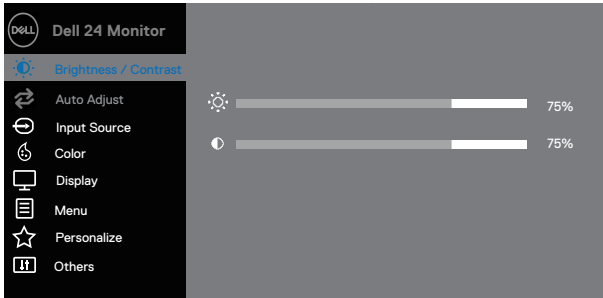 DELL
Dell 24 Monitor
Brightness / Contrast
Auto Adjust
75%
Input Source
Color
75%
Display
Menu
Personalize
Others